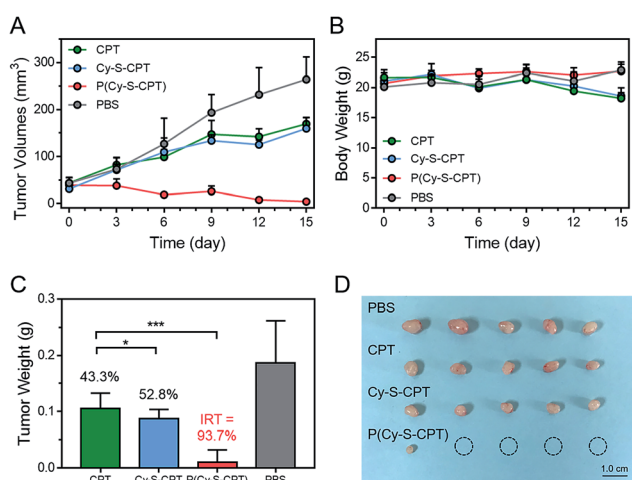 A
CPT
Cy-S-CPT
P(Cy-S-CPT)
PBS
Tumor Volumes (mm³)
300
200
100
0
0 3 6 9 12 15
Time (day)
B
Body Weight (g)
25
20
15
10
5
0
CPT
Cy-S-CPT
P(Cy-S-CPT)
PBS
0 3 6 9 12 15
Time (day)
C
Tumor Weight (g)
0.3
0.2
0.1
0.0
***
*
43.3%
52.8%
IRT =
93.7%
CPT Cy-S-CPT P(Cy-S-CPT) PBS
D
PBS
CPT
Cy-S-CPT
P(Cy-S-CPT)
1.0 cm